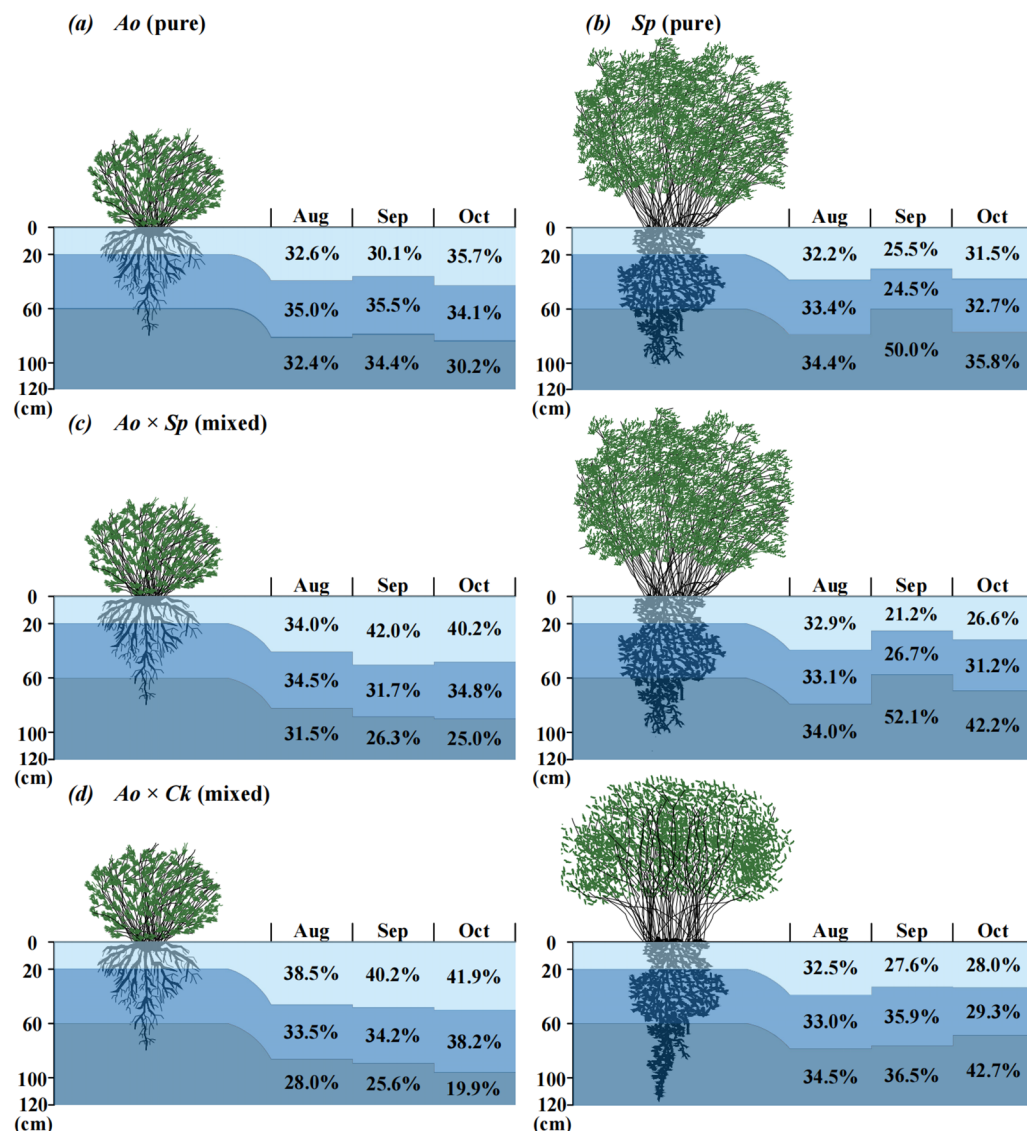 (a) Ao (pure)
(b) Sp (pure)
Aug Sep Oct
Aug Sep Oct
0
20
60
100
120
(cm)
32.6% 30.1% 35.7%
35.0% 35.5% 34.1%
32.4% 34.4% 30.2%
0
20
60
100
120
(cm)
32.2% 25.5% 31.5%
33.4% 24.5% 32.7%
34.4% 50.0% 35.8%
(c) Ao × Sp (mixed)
Aug Sep Oct
0
20
60
100
120
(cm)
34.0% 42.0% 40.2%
34.5% 31.7% 34.8%
31.5% 26.3% 25.0%
Aug Sep Oct
0
20
60
100
120
(cm)
32.9% 21.2% 26.6%
33.1% 26.7% 31.2%
34.0% 52.1% 42.2%
(d) Ao × Ck (mixed)
Aug Sep Oct
0
20
60
100
120
(cm)
38.5% 40.2% 41.9%
33.5% 34.2% 38.2%
28.0% 25.6% 19.9%
Aug Sep Oct
0
20
60
100
120
(cm)
32.5% 27.6% 28.0%
33.0% 35.9% 29.3%
34.5% 36.5% 42.7%